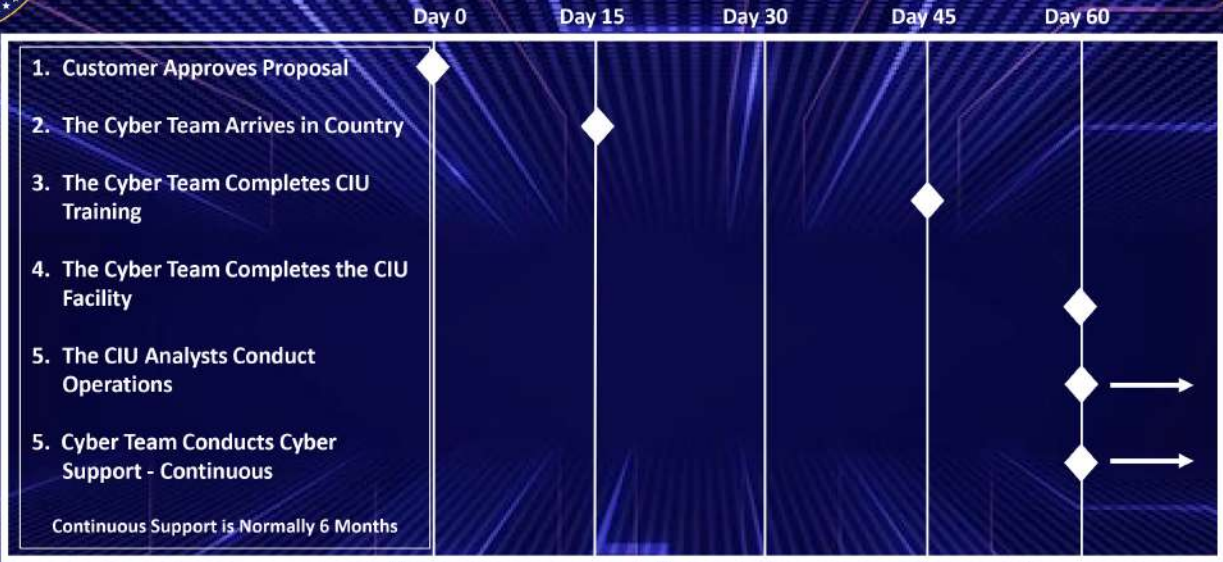 Day 0 Day 15 Day 30 Day 45 Day 60
1. Customer Approves Proposal
2. The Cyber Team Arrives in Country
3. The Cyber Team Completes CIU
Training
4. The Cyber Team Completes the CIU
Facility
5. The CIU Analysts Conduct
Operations
5. Cyber Team Conducts Cyber
Support - Continuous
Continuous Support is Normally 6 Months